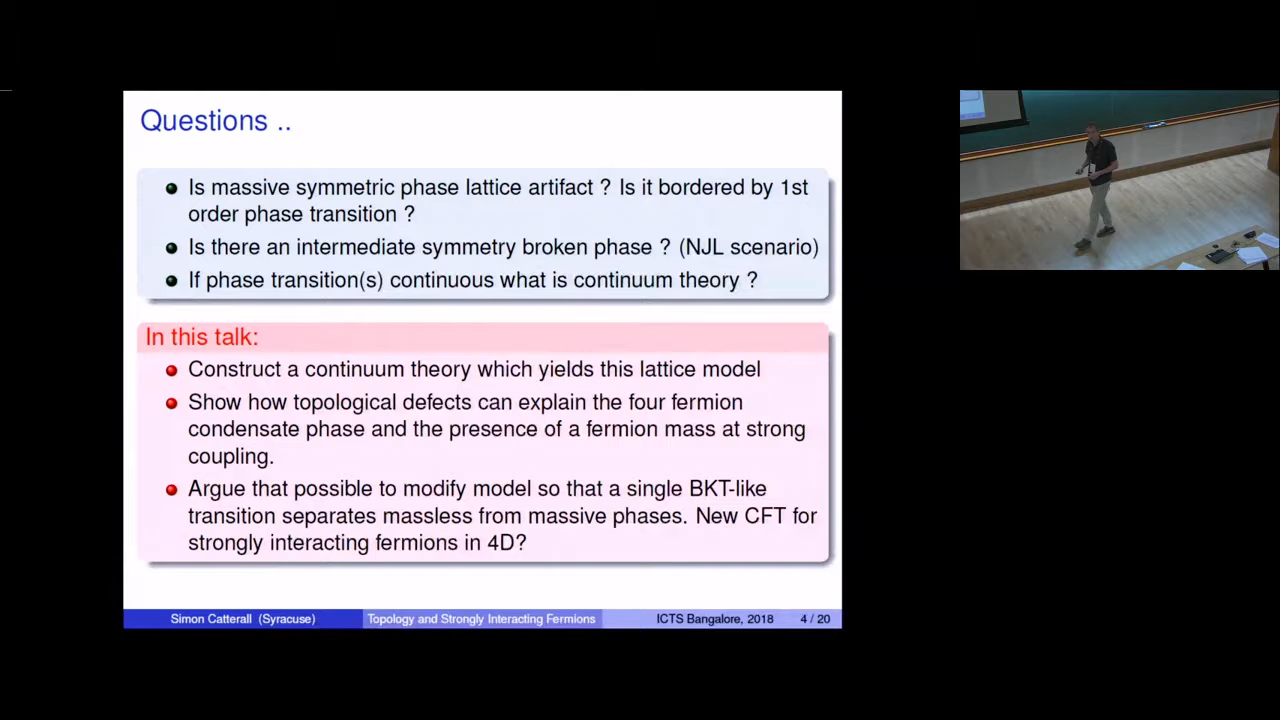 Questions ..
Is massive symmetric phase lattice artifact ? Is it bordered by 1st
order phase transition ?
Is there an intermediate symmetry broken phase ? (NJL scenario)
If phase transition(s) continuous what is continuum theory ?
In this talk:
Construct a continuum theory which yields this lattice model
Show how topological defects can explain the four fermion
condensate phase and the presence of a fermion mass at strong
coupling.
Argue that possible to modify model so that a single BKT-like
transition separates massless from massive phases. New CFT for
strongly interacting fermions in 4D?
Simon Catterall (Syracuse) Topology and Strongly Interacting Fermions ICTS Bangalore, 2018 4 / 20